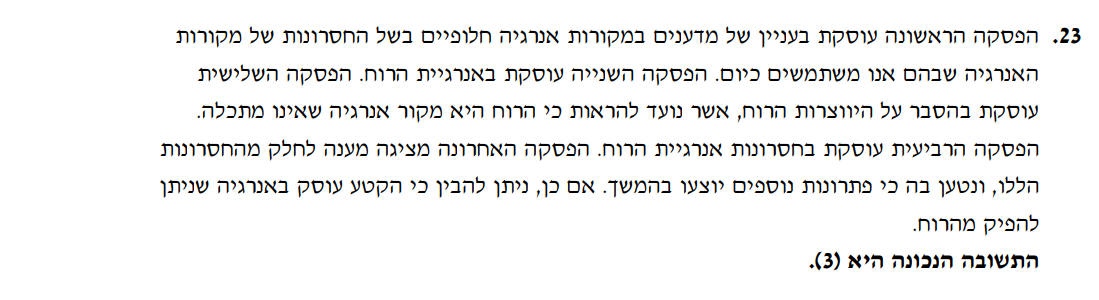 23. הפסקה הראשונה עוסקת בעניין של מדענים במקורות אנרגיה חלופיים בשל החסרונות של מקורות
האנרגיה שבהם אנו משתמשים כיום. הפסקה השנייה עוסקת באנרגיית הרוח. הפסקה השלישית
עוסקת בהסבר על היווצרות הרוח, אשר נועד להראות כי הרוח היא מקור אנרגיה שאינו מתכלה.
הפסקה הרביעית עוסקת בחסרונות אנרגיית הרוח. הפסקה האחרונה מציגה מענה לחלק מהחסרונות
הללו, ונטען בה כי פתרונות נוספים יוצעו בהמשך. אם כן, ניתן להבין כי הקטע עוסק באנרגיה שניתן
להפיק מהרוח.
התשובה הנכונה היא (3).